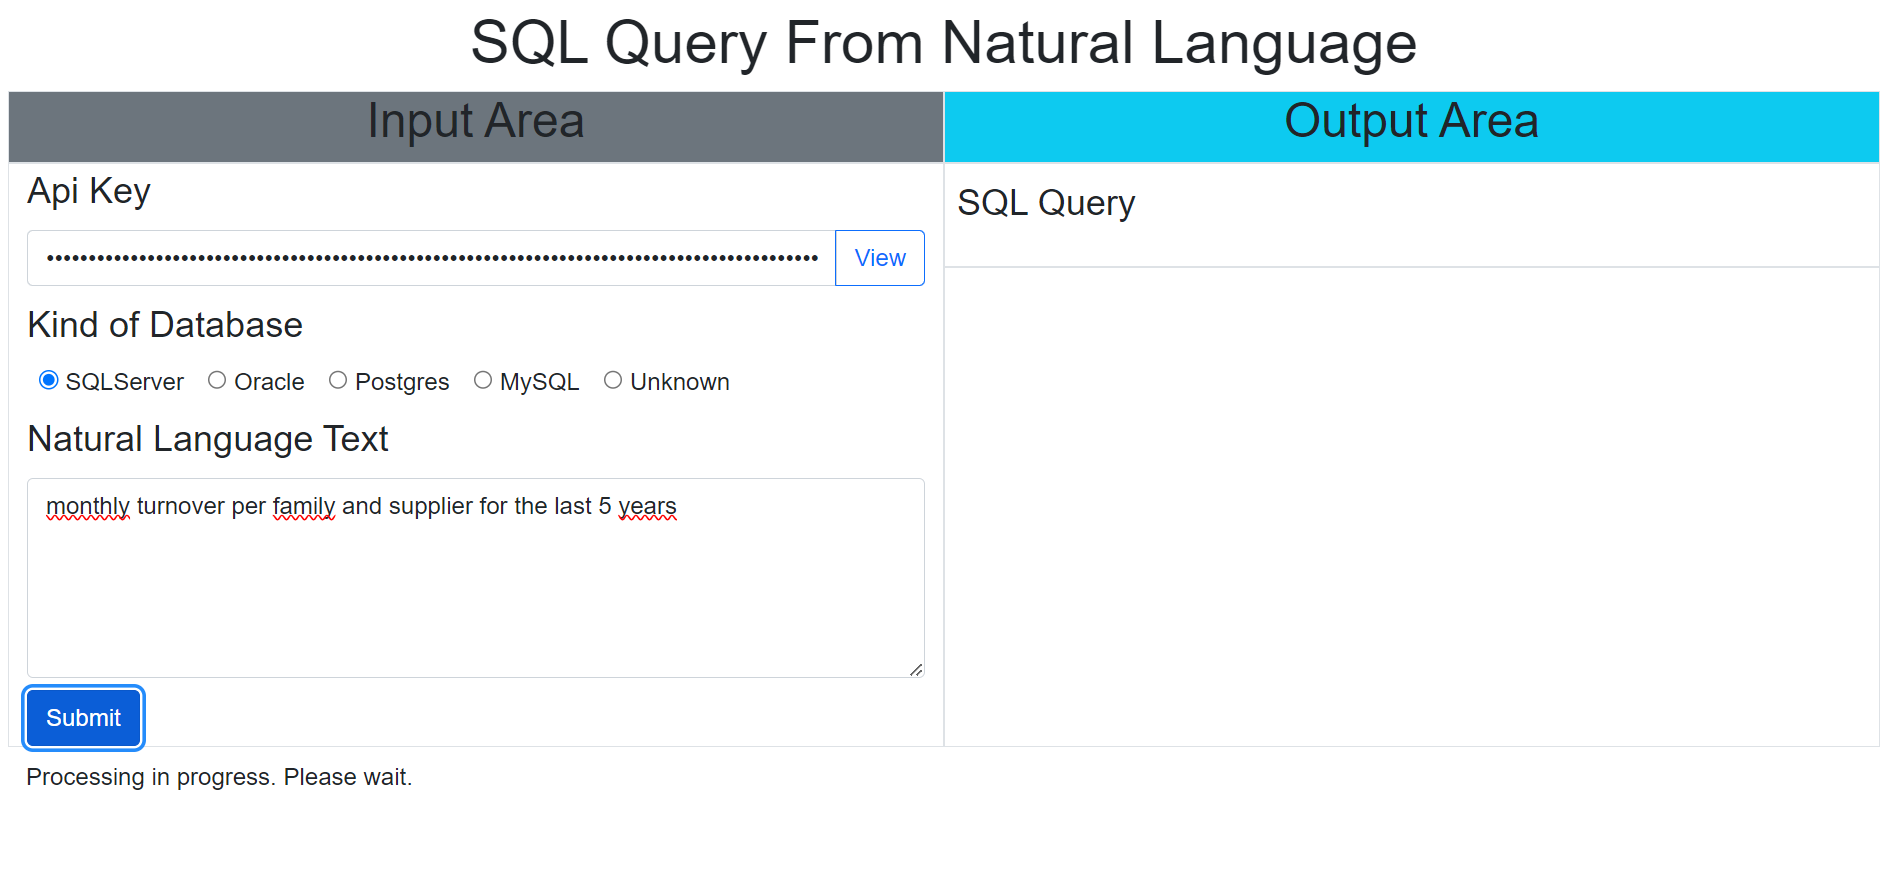 SQL Query From Natural Language
Input Area
Output Area
Api Key
View
SQL Query
Kind of Database
SQLServer Oracle Postgres MySQL Unknown
Natural Language Text
monthly turnover per family and supplier for the last 5 years
Submit
Processing in progress. Please wait.